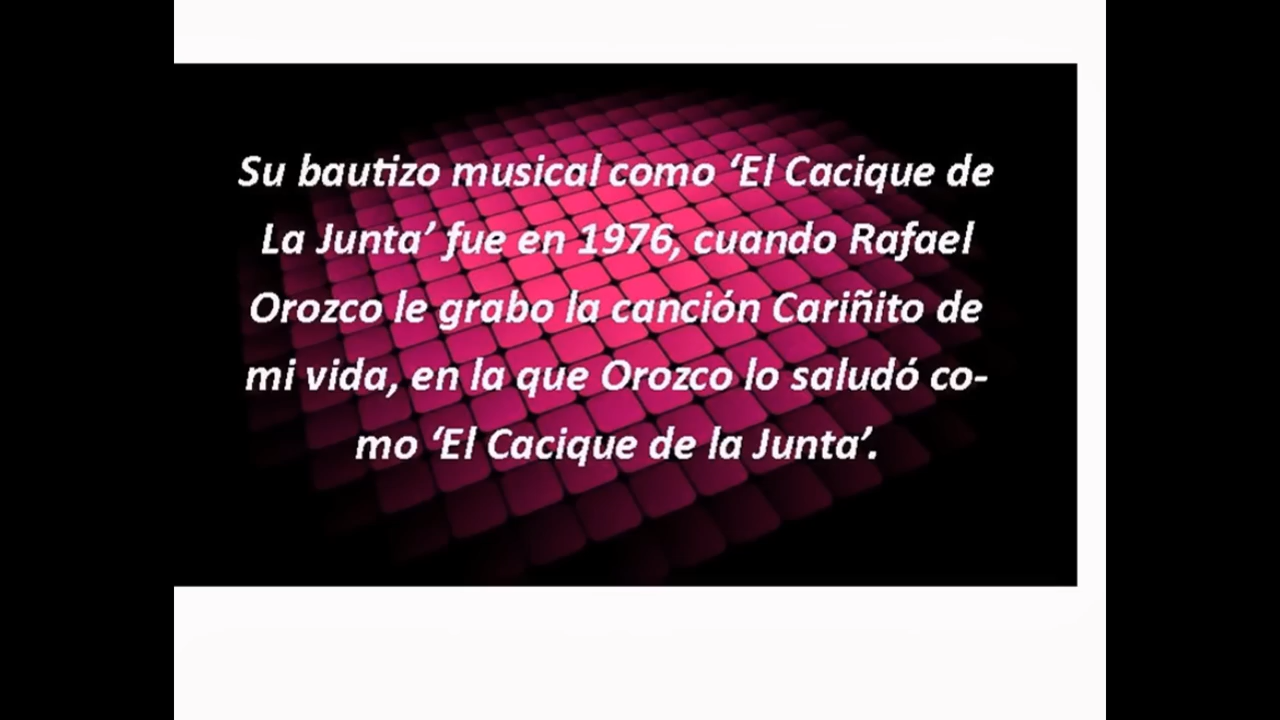 Su bautizo musical como ‘El Cacique de
La Junta’ fue en 1976, cuando Rafael
Orozco le grabo la canción Cariñito de
mi vida, en la que Orozco lo saludó co-
mo ‘El Cacique de la Junta’.